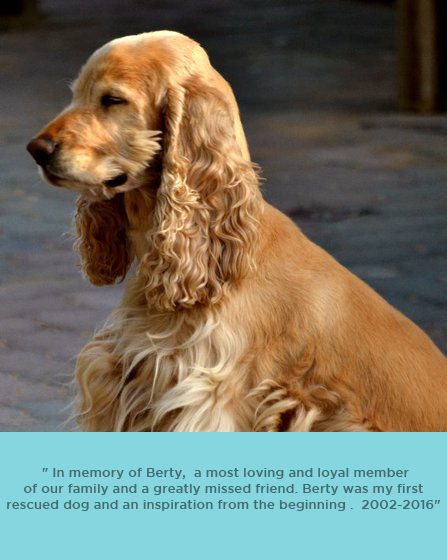 " In memory of Berty,  a most loving and loyal member
of our family and a greatly missed friend. Berty was my first
rescued dog and an inspiration from the beginning .  2002-2016"